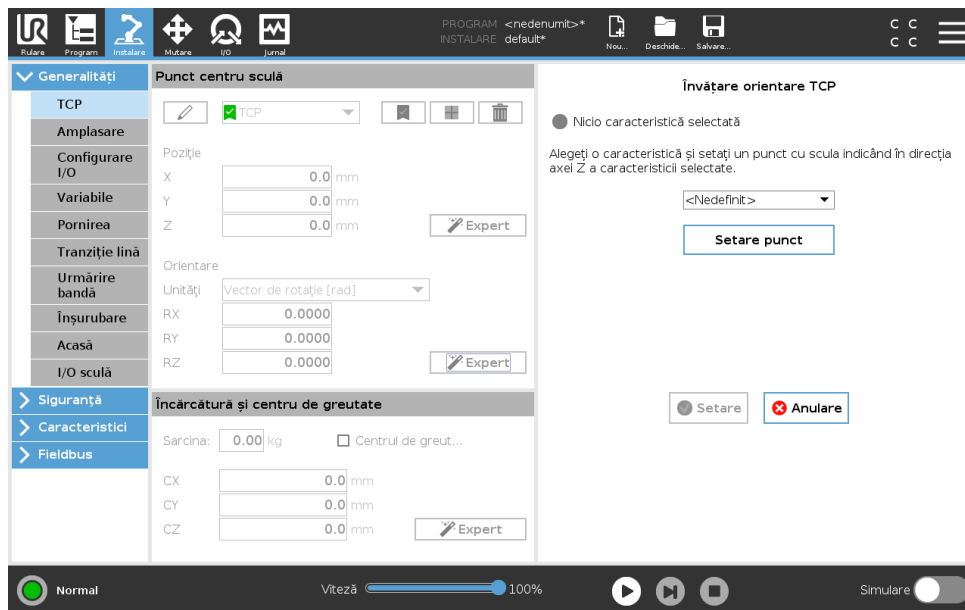 PROGRAM <nedenumit>*
INSTALARE default*
Rulare Program Instalare Mutare I/O Jurnal Nou... Deschide... Salvare...
C C
C C
Generalități
TCP
Amplasare
Configurare
I/O
Variabile
Pornirea
Tranziție lină
Urmărire
bandă
Înșurubare
Acasă
I/O sculă
Siguranță
Caracteristici
Fieldbus
Punct centru sculă
TCP
Poziție
X 0.0 mm
Y 0.0 mm
Z 0.0 mm Expert
Orientare
Unități Vector de rotație [rad]
RX 0.0000
RY 0.0000
RZ 0.0000 Expert
Încărcătură și centru de greutate
Sarcina: 0.00 kg Centrul de greut...
CX 0.0 mm
CY 0.0 mm
CZ 0.0 mm Expert
Învățare orientare TCP
Nicio caracteristică selectată
Alegeți o caracteristică și setați un punct cu scula indicând în direcția
axei Z a caracteristicii selectate.
<Nedefinit>
Setare punct
Setare Anulare
Normal Viteză 100% Simulare